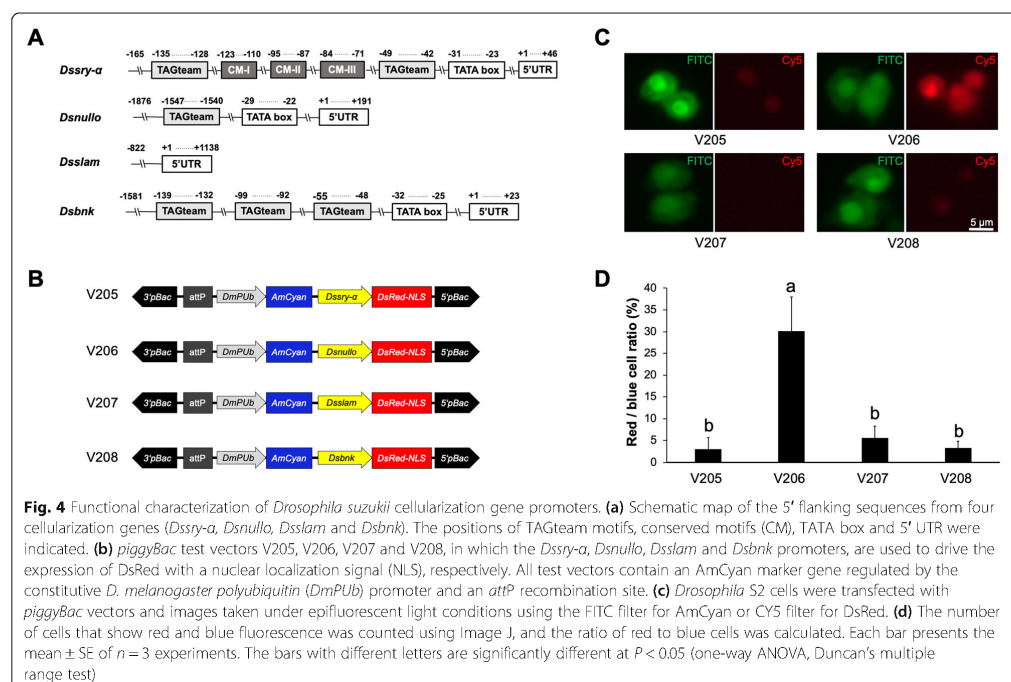 A
-165 -135 ........ -128 -123 ........ -110 -95 ........ -87 -84 ........ -71 -49 ........ -42 -31 ........ -23 +1 ...... +46
Dssry-α TAGteam CM-I CM-II CM-III TAGteam TATA box 5'UTR
-1876 -1547 ........ -1540 -29 ........ -22 +1 ........ +191
Dsnullo TAGteam TATA box 5'UTR
-822 +1 ........ +1138
Dsslam 5'UTR
-1581 -139 ........ -132 -99 ........ -92 -55 ........ -48 -32 ........ -25 +1 ........ +23
Dsbnk TAGteam TAGteam TAGteam TATA box 5'UTR
B
V205 3'pBac attP DmPUb AmCyan Dssry-α DsRed-NLS 5'pBac
V206 3'pBac attP DmPUb AmCyan Dsnullo DsRed-NLS 5'pBac
V207 3'pBac attP DmPUb AmCyan Dsslam DsRed-NLS 5'pBac
V208 3'pBac attP DmPUb AmCyan Dsbnk DsRed-NLS 5'pBac
C
FITC Cy5 FITC Cy5
V205 V206
FITC Cy5 FITC Cy5
5 µm
V207 V208
D
Red / blue cell ratio (%)
40
35
30
25
20
15
10
5
0
b a b b
V205 V206 V207 V208
Fig. 4 Functional characterization of Drosophila suzukii cellularization gene promoters. (a) Schematic map of the 5′ flanking sequences from four
cellularization genes (Dssry-α, Dsnullo, Dsslam and Dsbnk). The positions of TAGteam motifs, conserved motifs (CM), TATA box and 5′ UTR were
indicated. (b) piggyBac test vectors V205, V206, V207 and V208, in which the Dssry-α, Dsnullo, Dsslam and Dsbnk promoters, are used to drive the
expression of DsRed with a nuclear localization signal (NLS), respectively. All test vectors contain an AmCyan marker gene regulated by the
constitutive D. melanogaster polyubiquitin (DmPUb) promoter and an attP recombination site. (c) Drosophila S2 cells were transfected with
piggyBac vectors and images taken under epifluorescent light conditions using the FITC filter for AmCyan or CY5 filter for DsRed. (d) The number
of cells that show red and blue fluorescence was counted using Image J, and the ratio of red to blue cells was calculated. Each bar presents the
mean ± SE of n = 3 experiments. The bars with different letters are significantly different at P < 0.05 (one-way ANOVA, Duncan's multiple
range test)